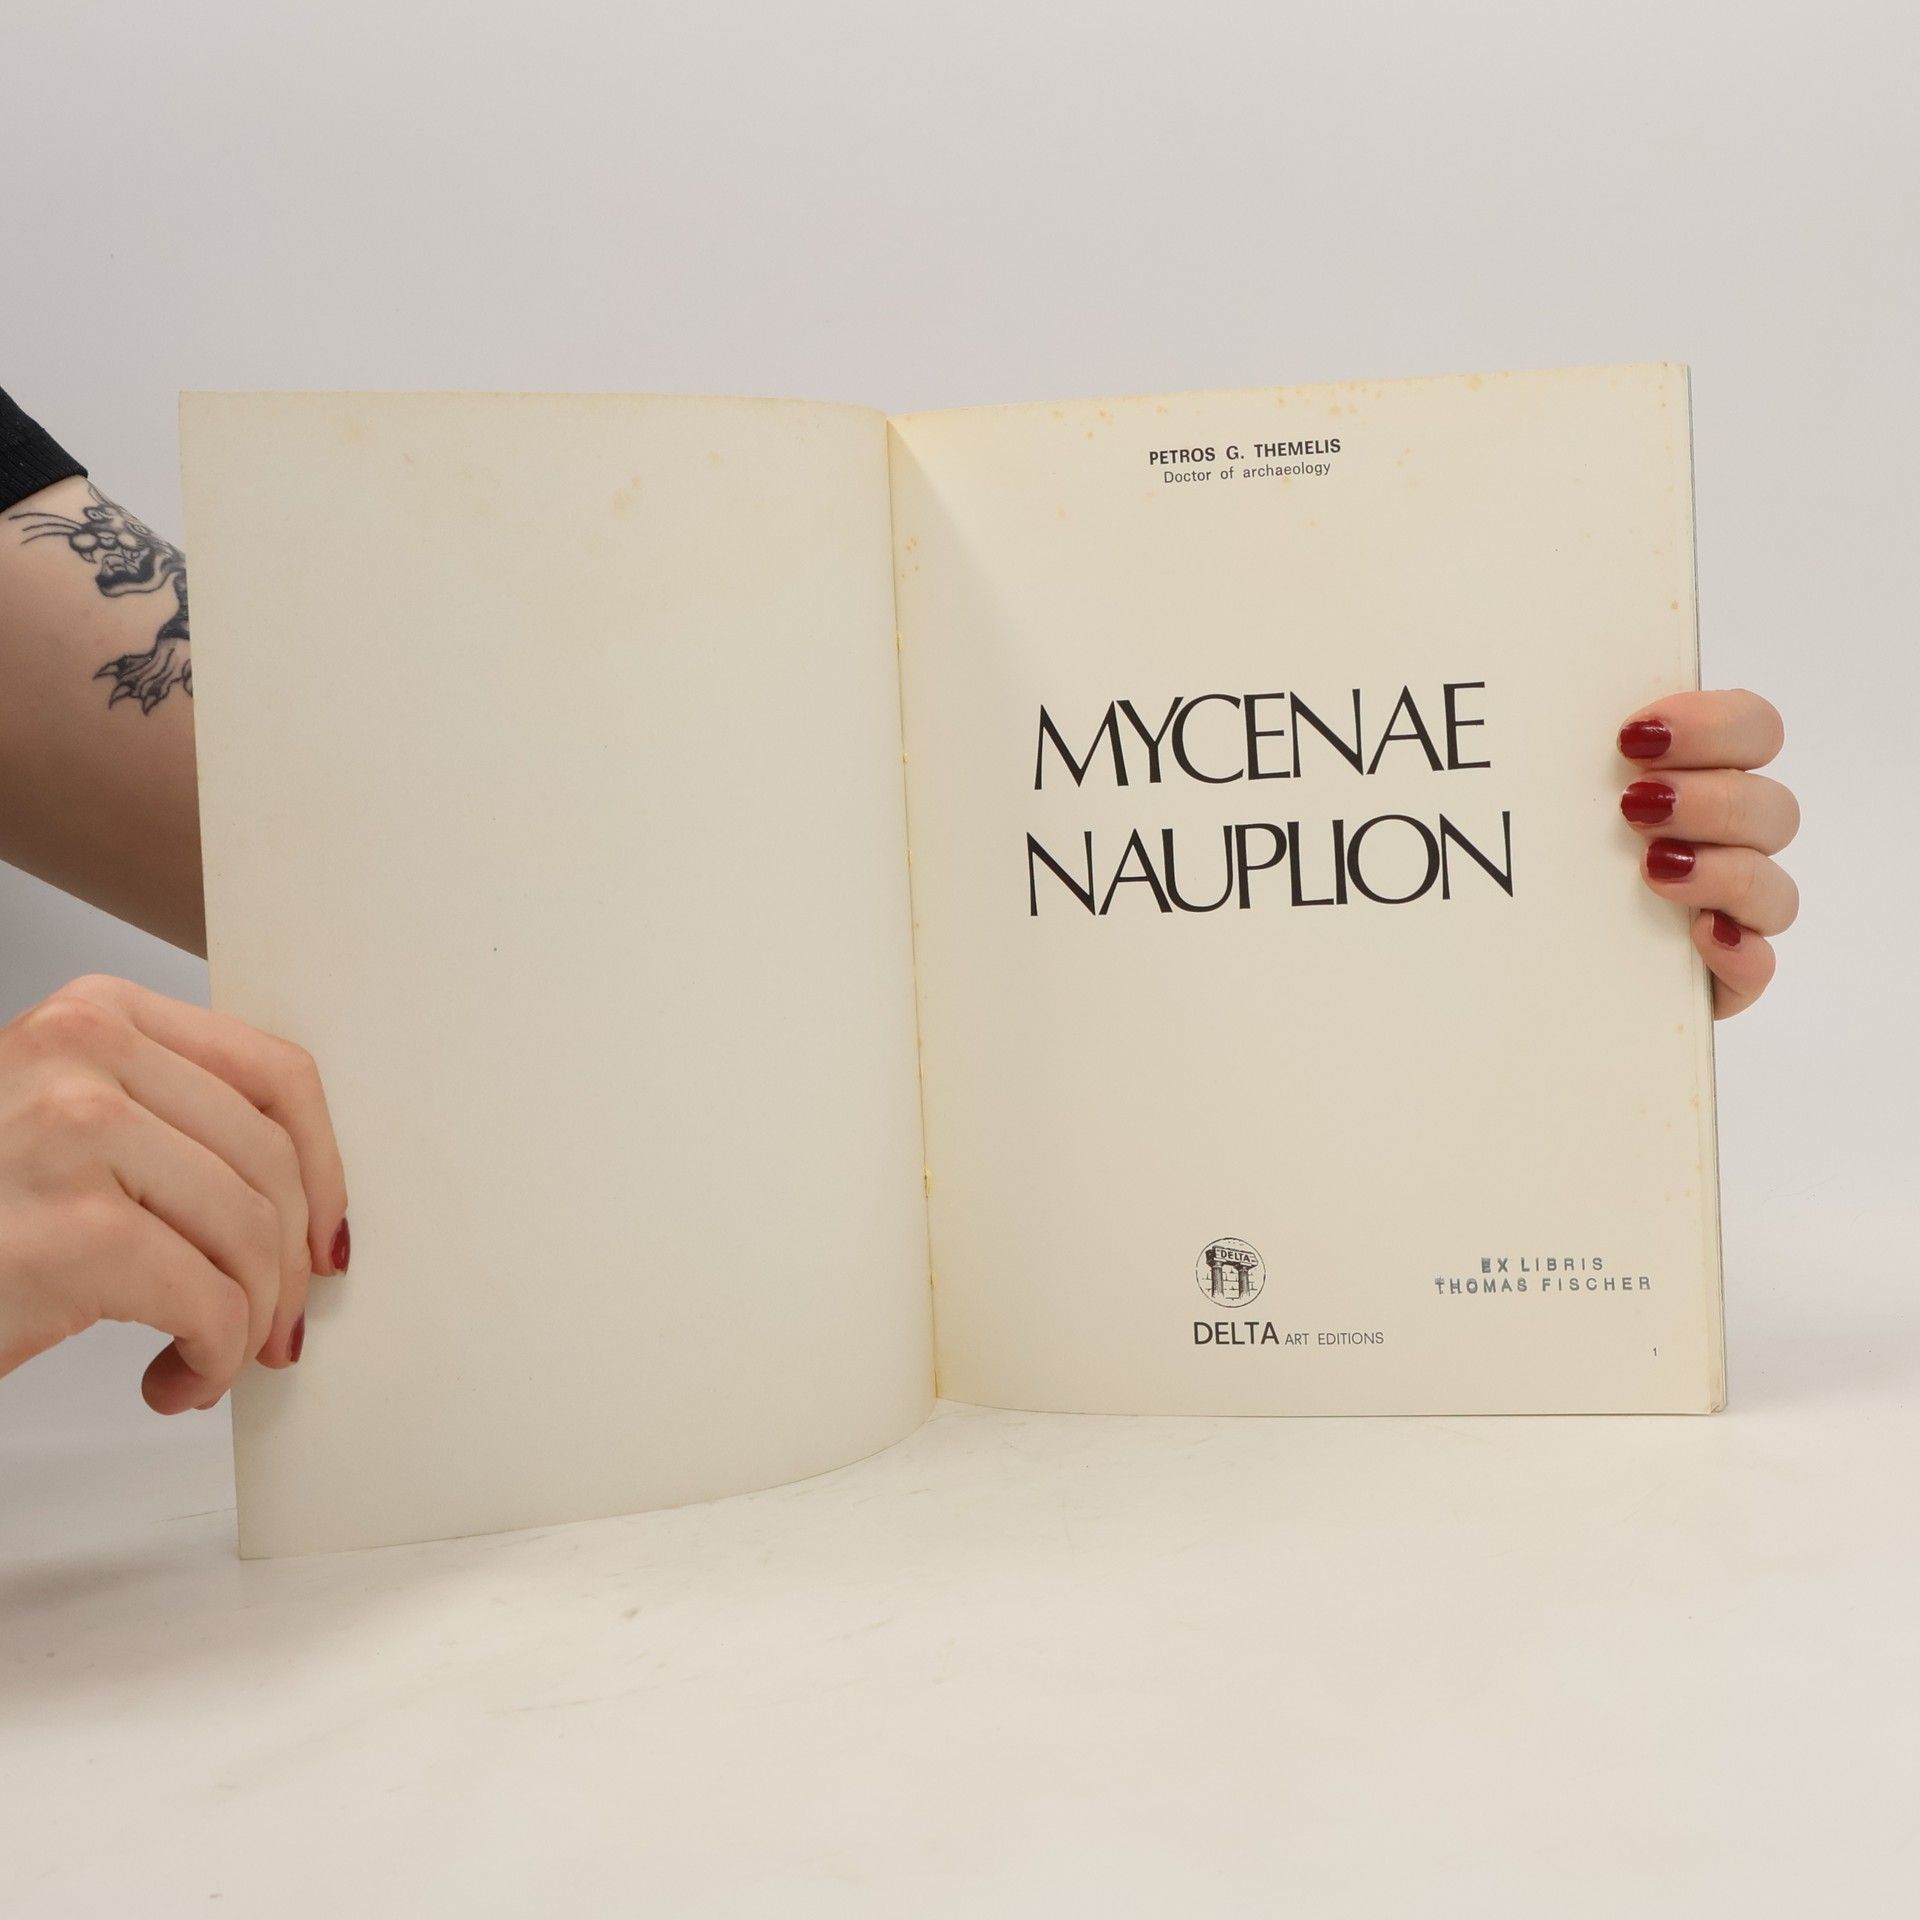 PETROS G. THEMELIS
Doctor of archaeology
MYCENAE
NAUPLION
DELTA
DELTA ART EDITIONS
EX LIBRIS
THOMAS FISCHER
1